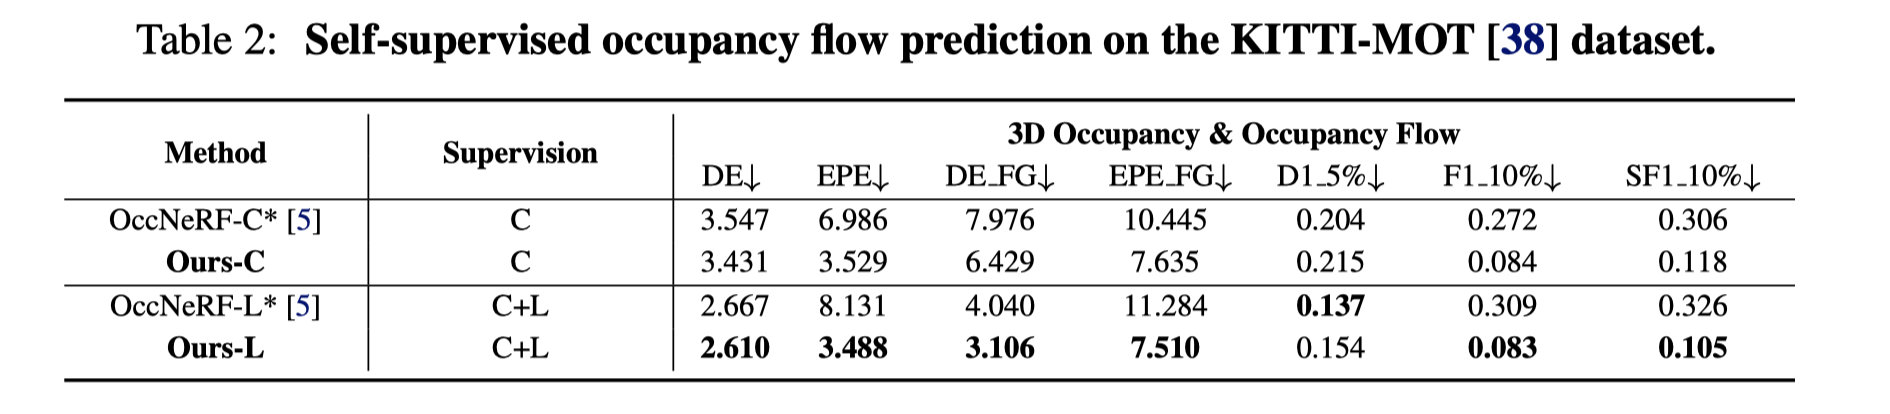 Table 2: Self-supervised occupancy flow prediction on the KITTI-MOT [38] dataset.
Method Supervision 3D Occupancy & Occupancy Flow
DE↓ EPE↓ DE_FG↓ EPE_FG↓ D1_5%↓ F1_10%↓ SF1_10%↓
OccNeRF-C* [5] C 3.547 6.986 7.976 10.445 0.204 0.272 0.306
Ours-C C 3.431 3.529 6.429 7.635 0.215 0.084 0.118
OccNeRF-L* [5] C+L 2.667 8.131 4.040 11.284 0.137 0.309 0.326
Ours-L C+L 2.610 3.488 3.106 7.510 0.154 0.083 0.105